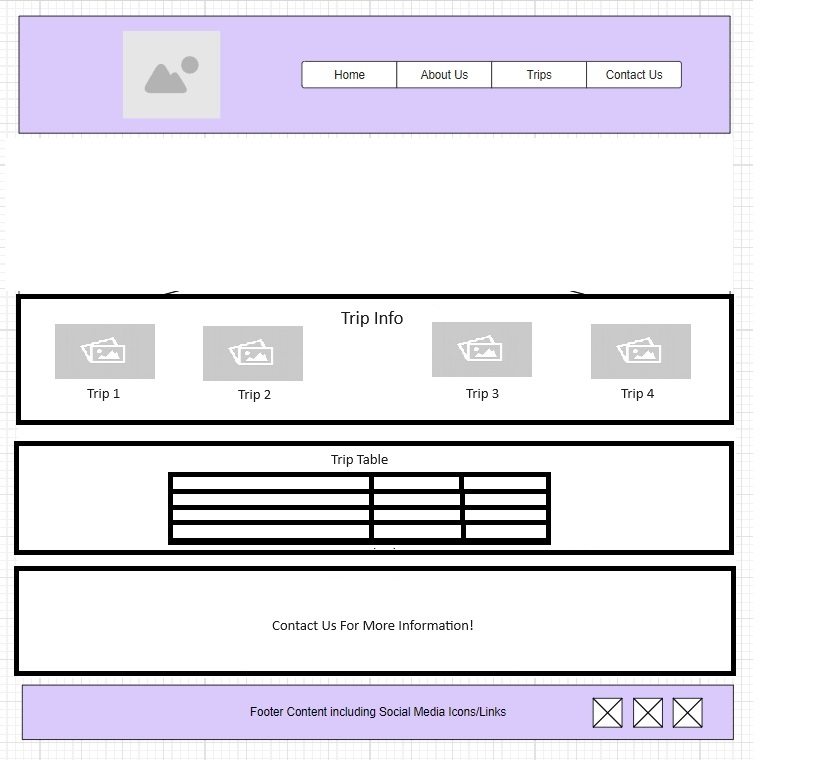 Home
About Us
Trips
Contact Us
Trip Info
Trip 1
Trip 2
Trip 3
Trip 4
Trip Table
Contact Us For More Information!
Footer Content including Social Media Icons/Links